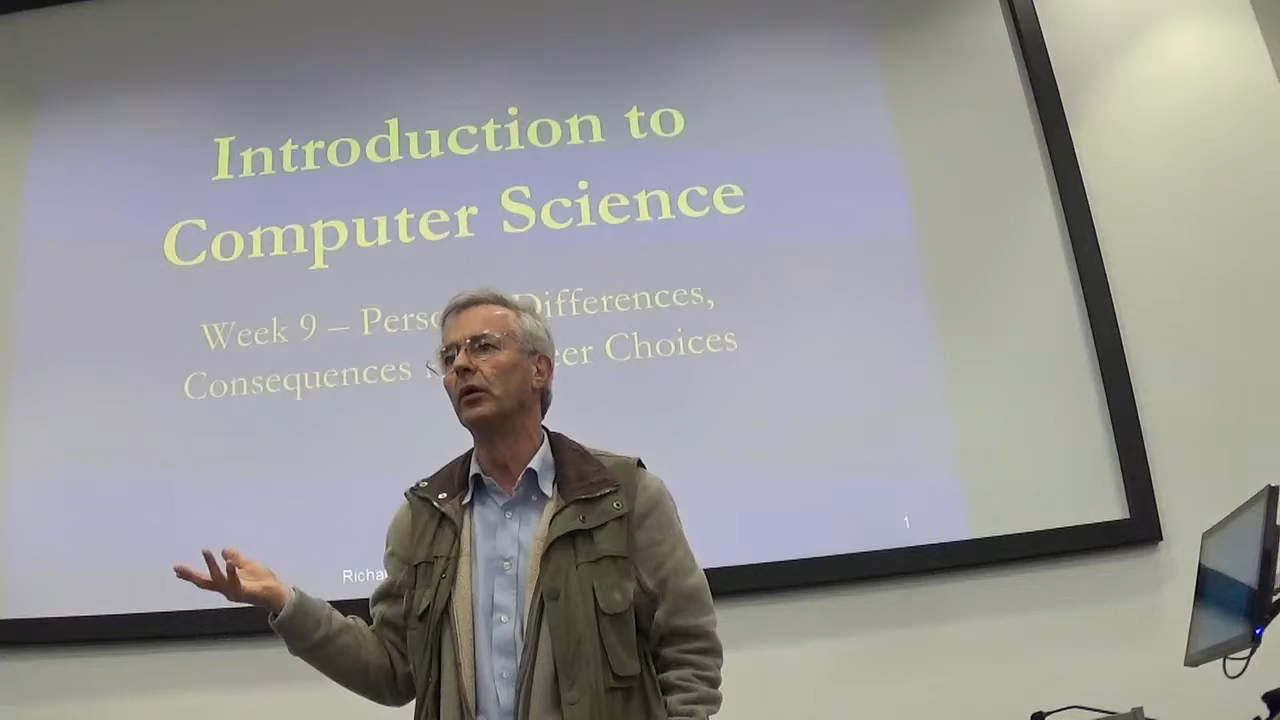 Introduction to
Computer Science
Week 9 – Differences,
Consequences Choices
1